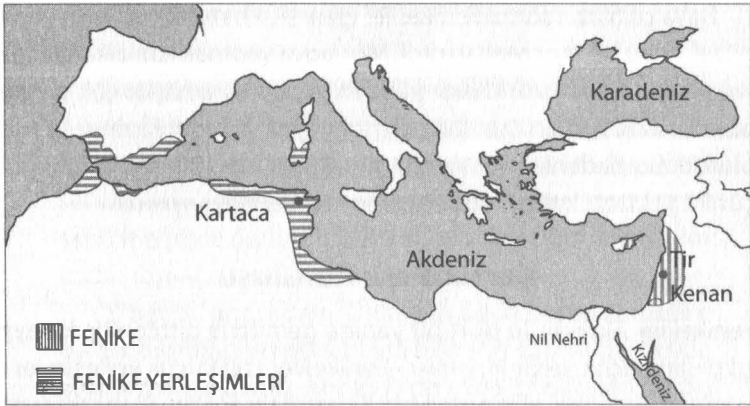 Karadeniz
Kartaca
Akdeniz
Tir
Kenan
Nil Nehri
Kızıldeniz
FENİKE
FENİKE YERLEŞİMLERİ